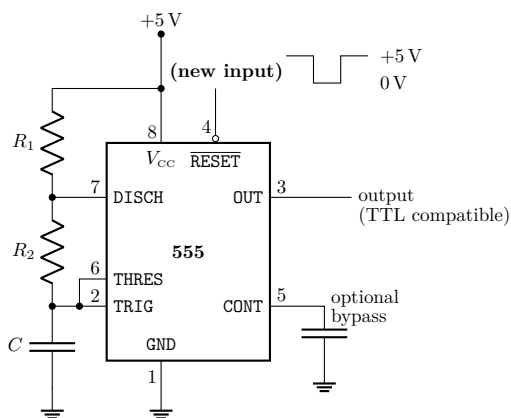 +5 V
(new input)
+5 V
0 V
R1
8
4
VCC
RESET
7
DISCH
OUT
3
output
(TTL compatible)
R2
555
6
THRES
2
TRIG
CONT
5
optional
bypass
C
GND
1